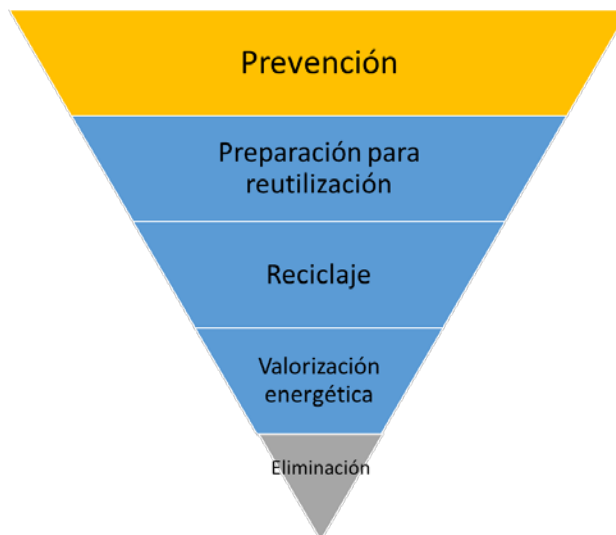 Prevención
Preparación para
reutilización
Reciclaje
Valorización
energética
Eliminación